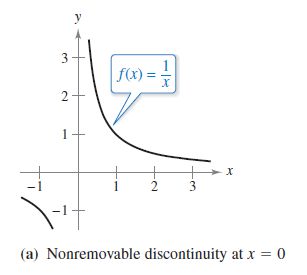 y
3
f(x) = 1/x
2
1
x
-1
1
2
3
-1
(a) Nonremovable discontinuity at x = 0